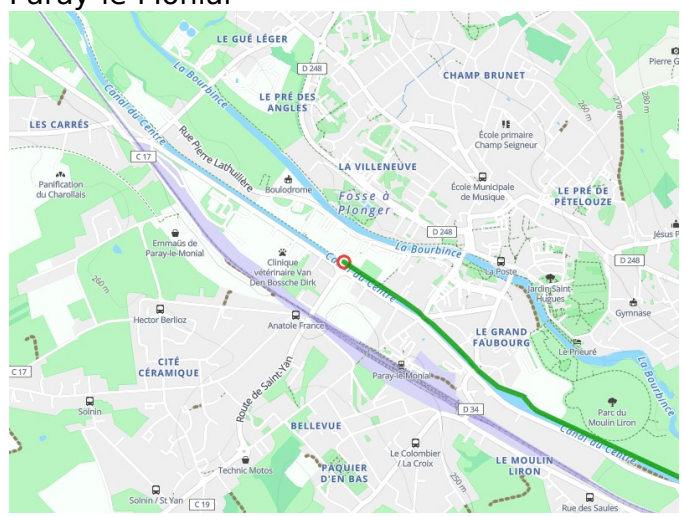 Paray-le-Monial
LE GUÉ LÉGER
D 248
La Bourbince
CHAMP BRUNET
Canal du Centre
LE PRÉ DES
ANGLES
260 m
270 m
280 m
LES CARRÉS
C 17
Rue Pierre Lathuillière
École primaire
Champ Seigneur
LA VILLENEUVE
Panification
du Charollais
Boulodrome
Fosse à
Plonger
École Municipale
de Musique
LE PRÉ DE
PÉTELOUZE
D 248
Emmaüs de
Paray-le-Monial
La Bourbince
Clinique
vétérinaire Van
Den Bossche Dirk
Canal du Centre
La Poste
D 248
260 m
Jardin Saint-
Hugues
Hector Berlioz
Anatole France
Gymnase
LE GRAND
FAUBOURG
Le Prieuré
CITÉ
CÉRAMIQUE
C 17
Paray-le-Monial
La Bourbince
Route de Saint-Yan
Solnin
D 34
Parc du
Moulin Liron
BELLEVUE
Canal du Centre
Le Colombier
/ La Croix
LE MOULIN
LIRON
Technic Motos
PÂQUIER
D'EN BAS
250 m
Solnin / St Yan
C 19
Rue des Saules